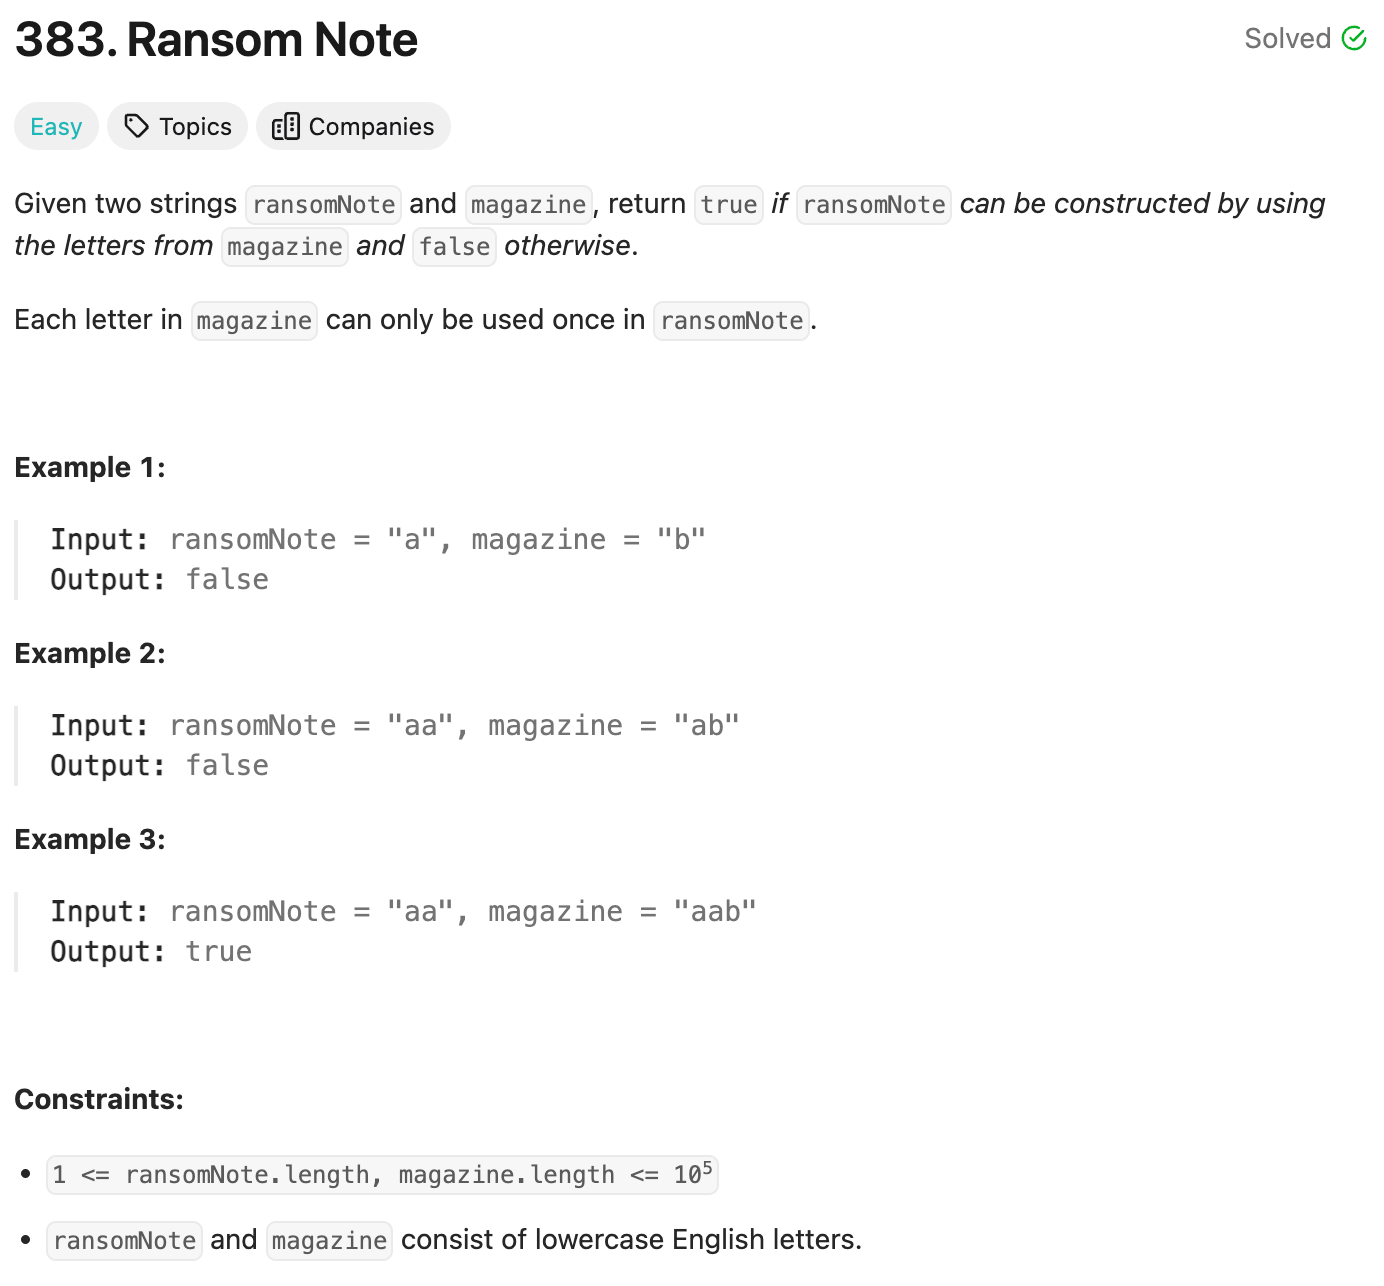 383. Ransom Note
Solved
Easy Topics Companies
Given two strings ransomNote and magazine, return true if ransomNote can be constructed by using
the letters from magazine and false otherwise.
Each letter in magazine can only be used once in ransomNote.
Example 1:
Input: ransomNote = "a", magazine = "b"
Output: false
Example 2:
Input: ransomNote = "aa", magazine = "ab"
Output: false
Example 3:
Input: ransomNote = "aa", magazine = "aab"
Output: true
Constraints:
• 1 <= ransomNote.length, magazine.length <= 10⁵
• ransomNote and magazine consist of lowercase English letters.